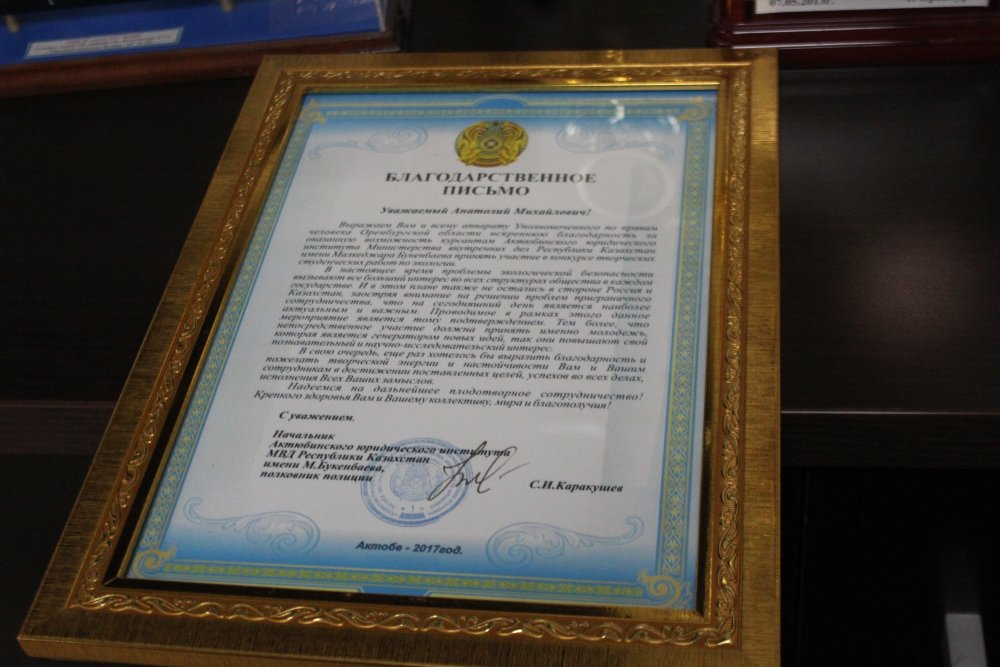 07.05.2013г.
БЛАГОДАРСТВЕННОЕ
ПИСЬМО
Уважаемый Анатолий Михайлович!
Выражаем Вам и всему аппарату Уполномоченного по правам
человека Оренбургской области искреннюю благодарность за
оказанную возможность курсантам Актюбинского юридического
института Министерства внутренних дел Республики Казахстан
имени Малкеджара Букенбаева принять участие в конкурсе творческих
студенческих работ по экологии.
В настоящее время проблемы экологической безопасности
вызывают все больший интерес во всех структурах общества в каждом
государстве. И в этом плане также не остались в стороне Россия и
Казахстан, заостряя внимание на решении проблем приграничного
сотрудничества, что на сегодняшний день является наиболее
актуальным и важным. Проводимое в рамках этого данное
мероприятие является тому подтверждением. Тем более, что
непосредственное участие должна принять именно молодежь,
которая является генератором новых идей, так они повышают свой
познавательный и научно-исследовательский интерес.
В свою очередь, еще раз хотелось бы выразить благодарность и
пожелать творческой энергии и настойчивости Вам и Вашим
сотрудникам в достижении поставленных целей, успехов во всех делах,
исполнения Всех Ваших замыслов.
Надеемся на дальнейшее плодотворное сотрудничество!
Крепкого здоровья Вам и Вашему коллективу, мира и благополучия!
С уважением,
Начальник
Актюбинского юридического института
МВД Республики Казахстан
имени М.Букенбаева,
полковник полиции
С.И.Каракушев
Актобе - 2017год.